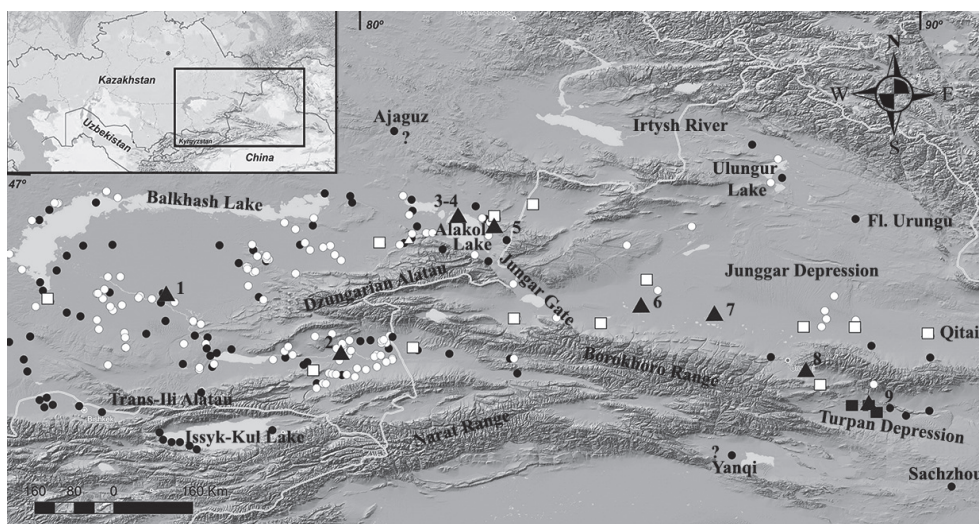 80°
90°
N
W
E
S
Kazakhstan
Uzbekistan
Kyrgyzstan
China
Ajaguz
?
Irtysh River
47°
Ulungur
Lake
Balkhash Lake
3-4
Alakol
Lake
5
Fl. Urungu
Dzungarian Alatau
Jungar Gate
Junggar Depression
1
6
7
Qitai
2
Borokhoro Range
8
Trans-Ili Alatau
9
Turpan Depression
Issyk-Kul Lake
Narat Range
?
Yanqi
Sachzhou
160 80 0 160 Km